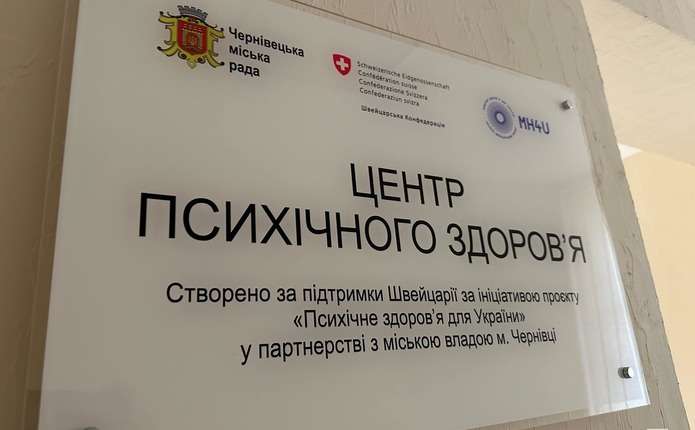 Чернівецька
міська
рада
Schweizerische Eidgenossenschaft
Confédération suisse
Confederazione Svizzera
Confederaziun svizra
Швейцарська Конфедерація
MH4U
ЦЕНТР
ПСИХІЧНОГО ЗДОРОВ'Я
Створено за підтримки Швейцарії за ініціативою проєкту
«Психічне здоров'я для України»
у партнерстві з міською владою м. Чернівці